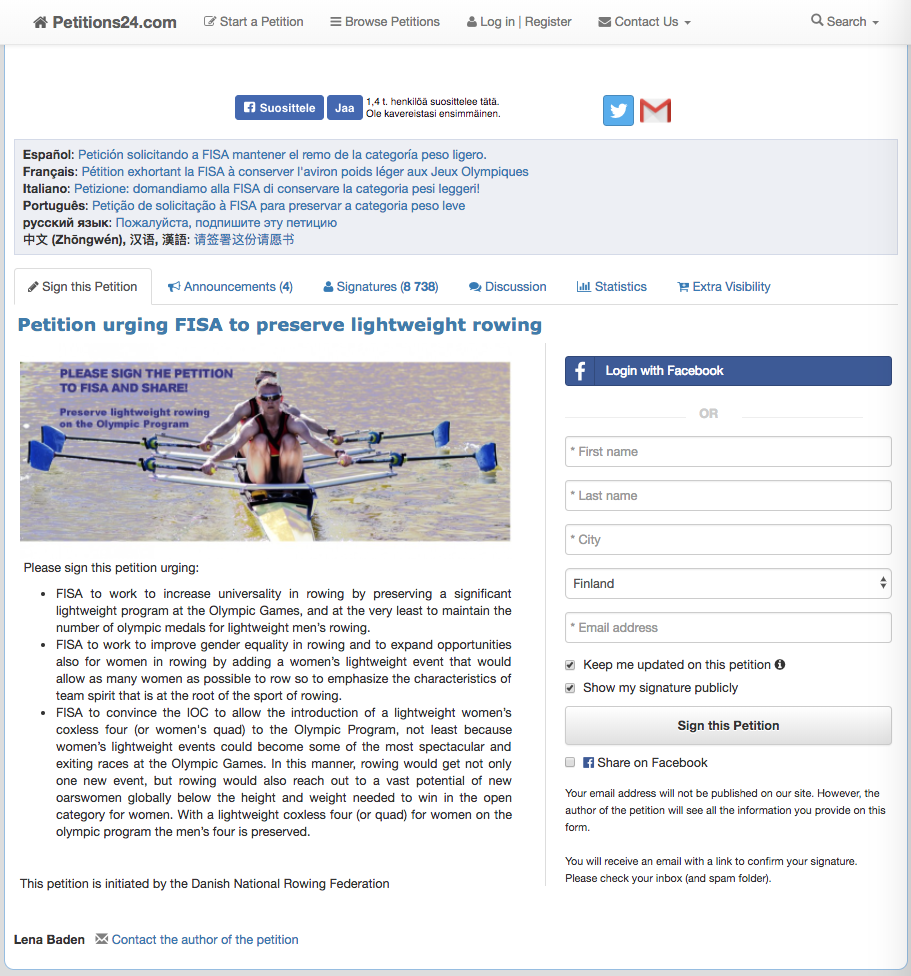 Petitions24.com Start a Petition Browse Petitions Log in | Register Contact Us Search
Suosittele Jaa 1,4 t. henkilöä suosittelee tätä.
Ole kavereistasi ensimmäinen.
Español: Petición solicitando a FISA mantener el remo de la categoría peso ligero.
Français: Pétition exhortant la FISA à conserver l'aviron poids léger aux Jeux Olympiques
Italiano: Petizione: domandiamo alla FISA di conservare la categoria pesi leggeri!
Português: Petição de solicitação à FISA para preservar a categoria peso leve
русский язык: Пожалуйста, подпишите эту петицию
中文 (Zhōngwén), 汉语, 漢語: 请签署这份请愿书
Sign this Petition Announcements (4) Signatures (8 738) Discussion Statistics Extra Visibility
Petition urging FISA to preserve lightweight rowing
PLEASE SIGN THE PETITION
TO FISA AND SHARE!
Preserve lightweight rowing
on the Olympic Program
Please sign this petition urging:
• FISA to work to increase universality in rowing by preserving a significant
lightweight program at the Olympic Games, and at the very least to maintain the
number of olympic medals for lightweight men's rowing.
• FISA to work to improve gender equality in rowing and to expand opportunities
also for women in rowing by adding a women's lightweight event that would
allow as many women as possible to row so to emphasize the characteristics of
team spirit that is at the root of the sport of rowing.
• FISA to convince the IOC to allow the introduction of a lightweight women's
coxless four (or women's quad) to the Olympic Program, not least because
women's lightweight events could become some of the most spectacular and
exiting races at the Olympic Games. In this manner, rowing would get not only
one new event, but rowing would also reach out to a vast potential of new
oarswomen globally below the height and weight needed to win in the open
category for women. With a lightweight coxless four (or quad) for women on the
olympic program the men's four is preserved.
This petition is initiated by the Danish National Rowing Federation
Lena Baden Contact the author of the petition
Login with Facebook
OR
* First name
* Last name
* City
Finland
* Email address
Keep me updated on this petition
Show my signature publicly
Sign this Petition
Share on Facebook
Your email address will not be published on our site. However, the
author of the petition will see all the information you provide on this
form.
You will receive an email with a link to confirm your signature.
Please check your inbox (and spam folder).